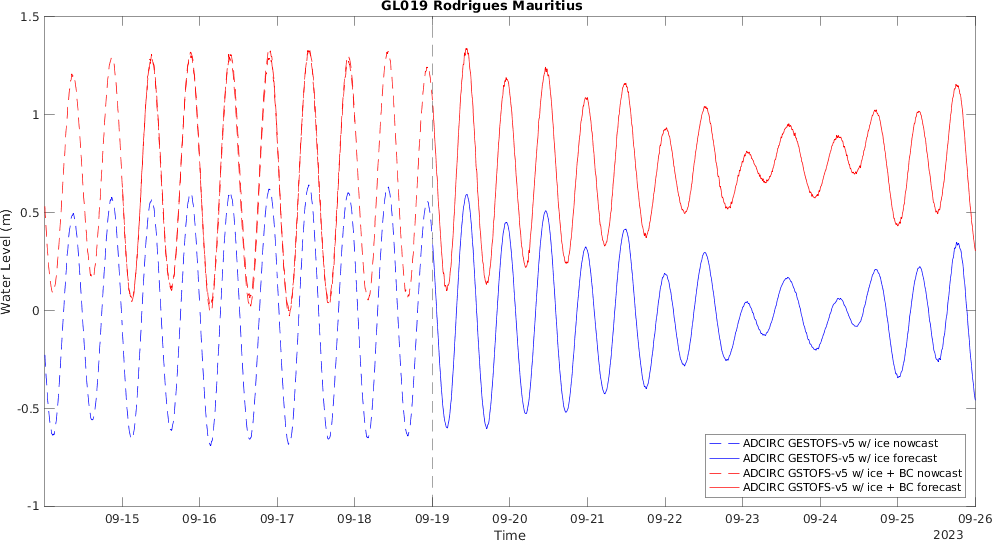 GL019 Rodrigues Mauritius
1.5
1
0.5
0
-0.5
-1
Water Level (m)
ADCIRC GESTOFS-v5 w/ ice nowcast
ADCIRC GESTOFS-v5 w/ ice forecast
ADCIRC GSTOFS-v5 w/ ice + BC nowcast
ADCIRC GSTOFS-v5 w/ ice + BC forecast
09-15 09-16 09-17 09-18 09-19 09-20 09-21 09-22 09-23 09-24 09-25 09-26
Time
2023